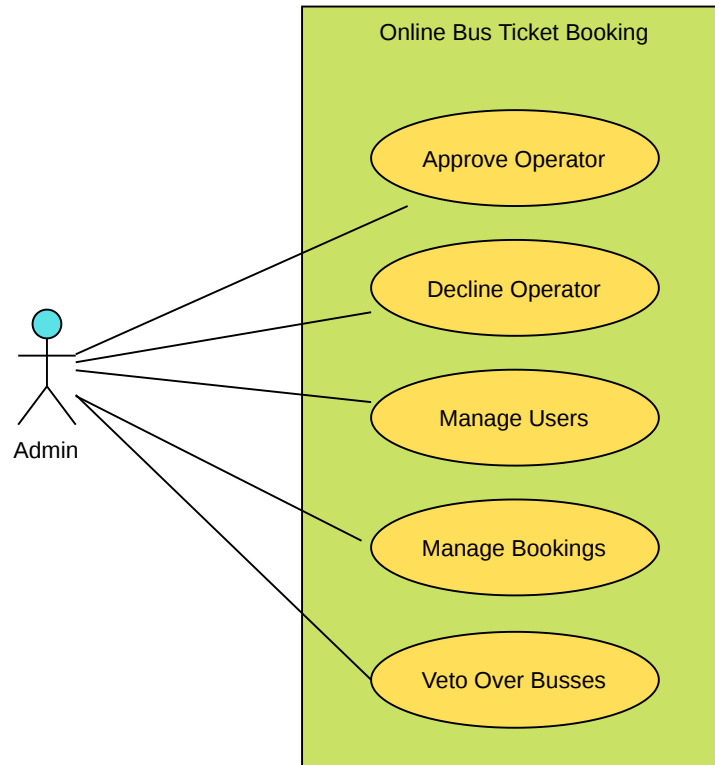 Online Bus Ticket Booking
Approve Operator
Decline Operator
Manage Users
Admin
Manage Bookings
Veto Over Busses